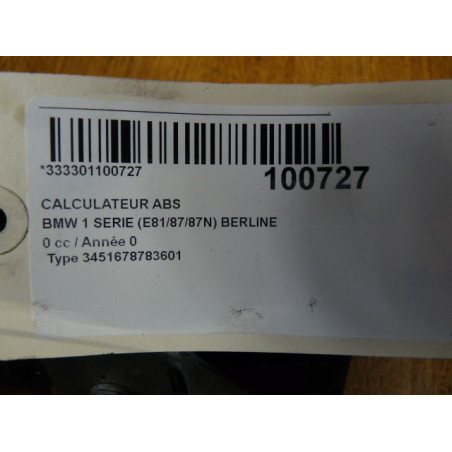 *333301100727
100727
CALCULATEUR ABS
BMW 1 SERIE (E81/87/87N) BERLINE
0 cc / Année 0
Type 3451678783601